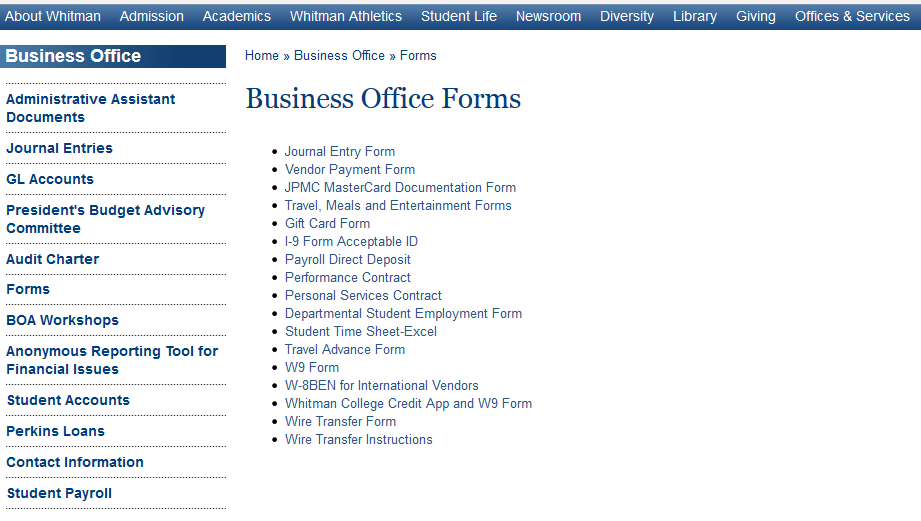 About Whitman Admission Academics Whitman Athletics Student Life Newsroom Diversity Library Giving Offices & Services
Business Office
Administrative Assistant
Documents
Journal Entries
GL Accounts
President's Budget Advisory
Committee
Audit Charter
Forms
BOA Workshops
Anonymous Reporting Tool for
Financial Issues
Student Accounts
Perkins Loans
Contact Information
Student Payroll
Home » Business Office » Forms
Business Office Forms
Journal Entry Form
Vendor Payment Form
JPMC MasterCard Documentation Form
Travel, Meals and Entertainment Forms
Gift Card Form
I-9 Form Acceptable ID
Payroll Direct Deposit
Performance Contract
Personal Services Contract
Departmental Student Employment Form
Student Time Sheet-Excel
Travel Advance Form
W9 Form
W-8BEN for International Vendors
Whitman College Credit App and W9 Form
Wire Transfer Form
Wire Transfer Instructions